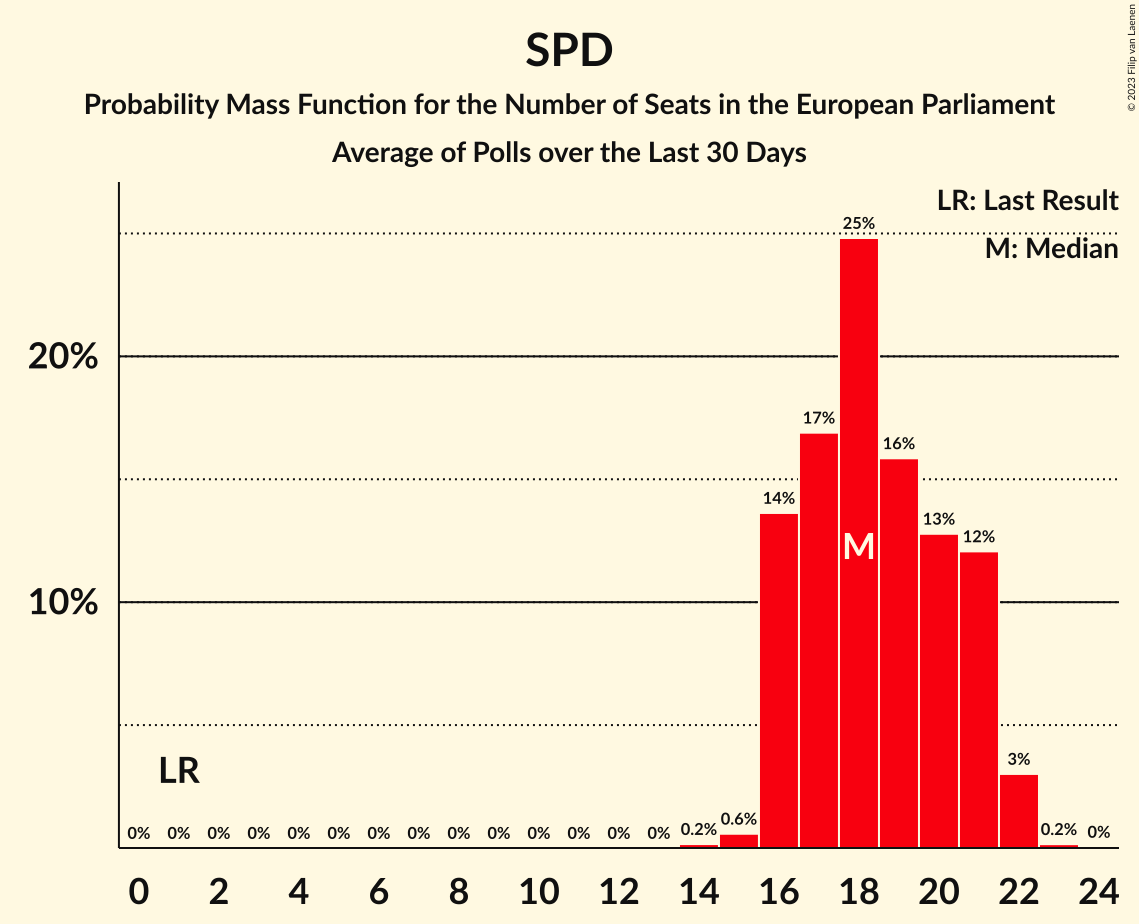 SPD
Probability Mass Function for the Number of Seats in the European Parliament
Average of Polls over the Last 30 Days
© 2023 Filip van Laenen
LR: Last Result
M: Median
25%
20%
17%
16%
14%
13%
12%
M
10%
LR
3%
0% 0% 0% 0% 0% 0% 0% 0% 0% 0% 0% 0% 0% 0% 0.2% 0.6% 0.2% 0%
0 2 4 6 8 10 12 14 16 18 20 22 24